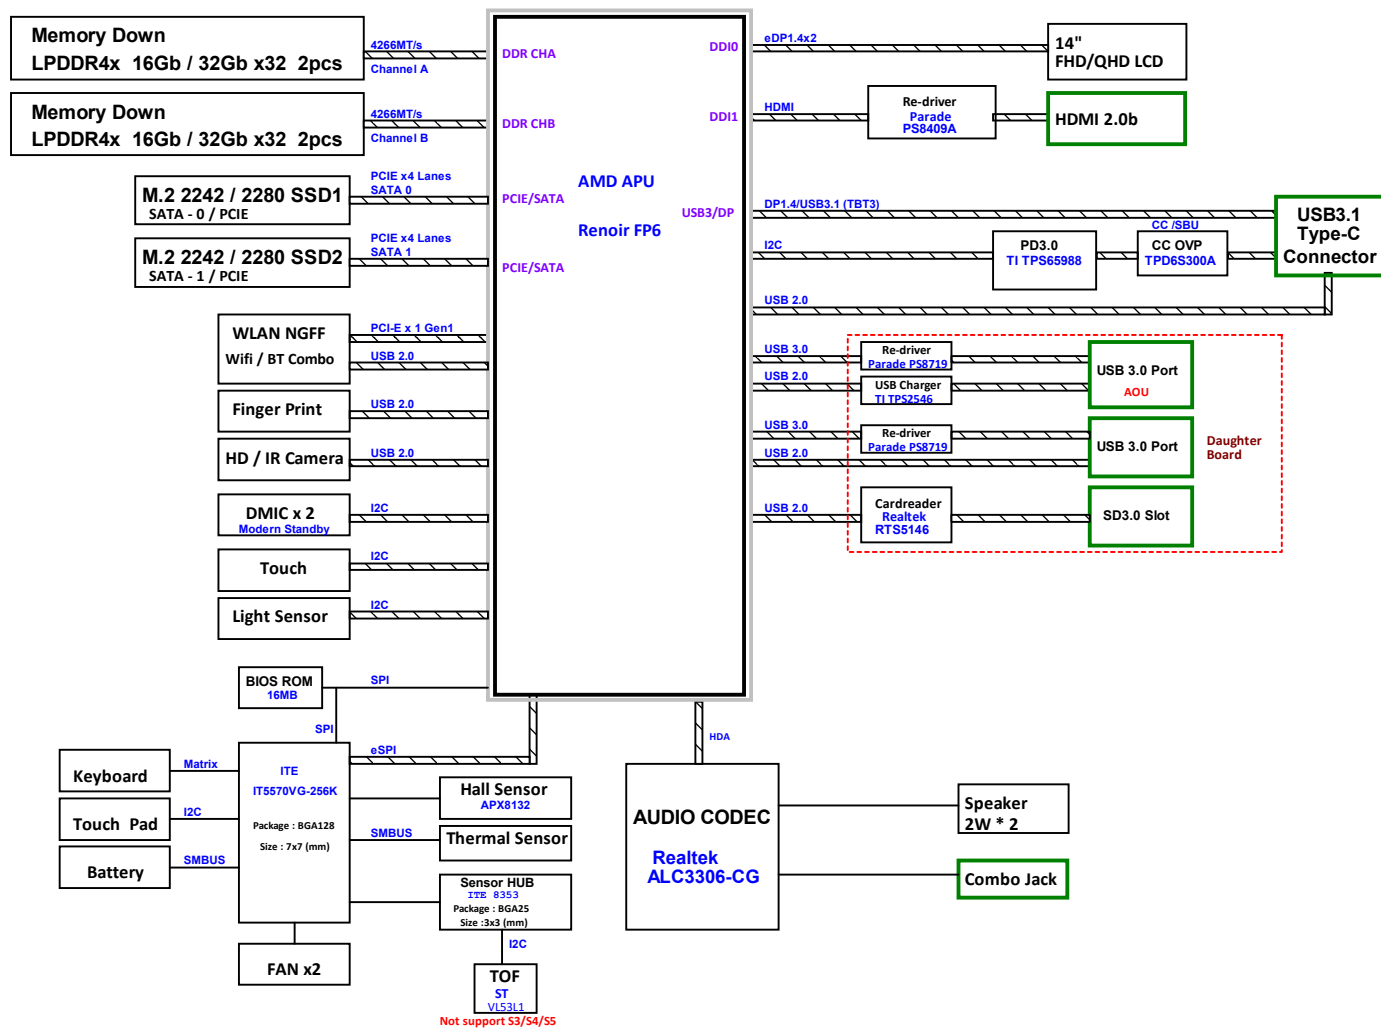 Memory Down
LPDDR4x 16Gb / 32Gb x32 2pcs
4266MT/s
Channel A
DDR CHA
Memory Down
LPDDR4x 16Gb / 32Gb x32 2pcs
4266MT/s
Channel B
DDR CHB
M.2 2242 / 2280 SSD1
SATA - 0 / PCIE
PCIE x4 Lanes
SATA 0
PCIE/SATA
M.2 2242 / 2280 SSD2
SATA - 1 / PCIE
PCIE x4 Lanes
SATA 1
PCIE/SATA
WLAN NGFF
Wifi / BT Combo
PCI-E x 1 Gen1
USB 2.0
Finger Print
USB 2.0
HD / IR Camera
USB 2.0
DMIC x 2
Modern Standby
I2C
Touch
I2C
Light Sensor
I2C
AMD APU
Renoir FP6
DDI0
eDP1.4x2
14"
FHD/QHD LCD
DDI1
HDMI
Re-driver
Parade
PS8409A
HDMI 2.0b
USB3/DP
DP1.4/USB3.1 (TBT3)
I2C
PD3.0
TI TPS65988
CC /SBU
CC OVP
TPD6S300A
USB3.1
Type-C
Connector
USB 2.0
USB 3.0
Re-driver
Parade PS8719
USB 2.0
USB Charger
TI TPS2546
USB 3.0 Port
AOU
USB 3.0
Re-driver
Parade PS8719
USB 2.0
USB 3.0 Port
Daughter
Board
USB 2.0
Cardreader
Realtek
RTS5146
SD3.0 Slot
BIOS ROM
16MB
SPI
SPI
eSPI
ITE
IT5570VG-256K
Package : BGA128
Size : 7x7 (mm)
Keyboard
Matrix
Touch Pad
I2C
Battery
SMBUS
FAN x2
Hall Sensor
APX8132
SMBUS
Thermal Sensor
Sensor HUB
ITE 8353
Package : BGA25
Size :3x3 (mm)
I2C
TOF
ST
VL53L1
Not support S3/S4/S5
HDA
AUDIO CODEC
Realtek
ALC3306-CG
Speaker
2W * 2
Combo Jack